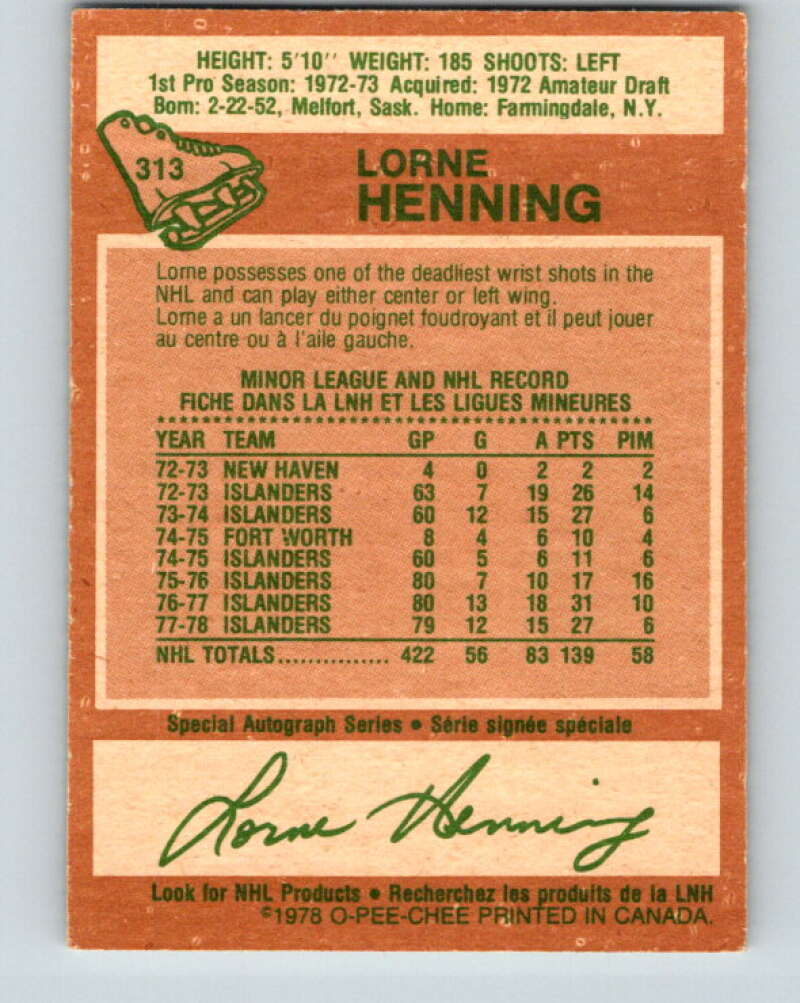 HEIGHT: 5'10'' WEIGHT: 185 SHOOTS: LEFT
1st Pro Season: 1972-73 Acquired: 1972 Amateur Draft
Born: 2-22-52, Melfort, Sask. Home: Farmingdale, N.Y.
313
LORNE
HENNING
Lorne possesses one of the deadliest wrist shots in the
NHL and can play either center or left wing.
Lorne a un lancer du poignet foudroyant et il peut jouer
au centre ou à l'aile gauche.
MINOR LEAGUE AND NHL RECORD
FICHE DANS LA LNH ET LES LIGUES MINEURES
YEAR TEAM GP G A PTS PIM
72-73 NEW HAVEN 4 0 2 2 2
72-73 ISLANDERS 63 7 19 26 14
73-74 ISLANDERS 60 12 15 27 6
74-75 FORT WORTH 8 4 6 10 4
74-75 ISLANDERS 60 5 6 11 6
75-76 ISLANDERS 80 7 10 17 16
76-77 ISLANDERS 80 13 18 31 10
77-78 ISLANDERS 79 12 15 27 6
NHL TOTALS................ 422 56 83 139 58
Special Autograph Series • Série signée spéciale
Lorne Henning
Look for NHL Products • Recherchez les produits de la LNH
©1978 O-PEE-CHEE PRINTED IN CANADA.